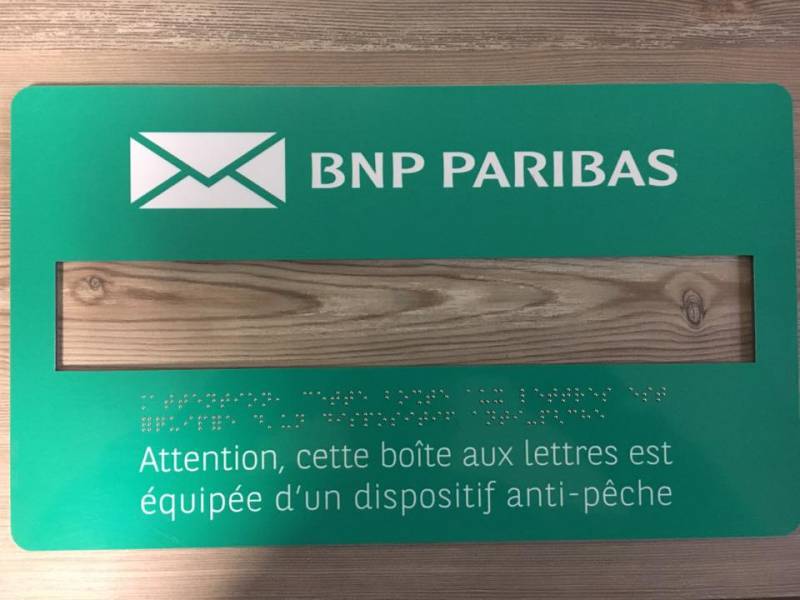 BNP PARIBAS
Attention, cette boîte aux lettres est
équipée d'un dispositif anti-pêche